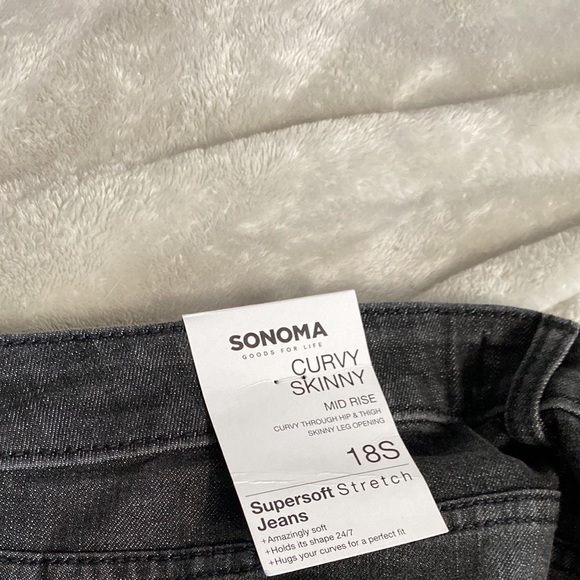 SONOMA
GOODS FOR LIFE
CURVY
SKINNY
MID RISE
CURVY THROUGH HIP & THIGH
SKINNY LEG OPENING
18S
Supersoft Stretch
Jeans
+Amazingly soft
+Holds its shape 24/7
+Hugs your curves for a perfect fit